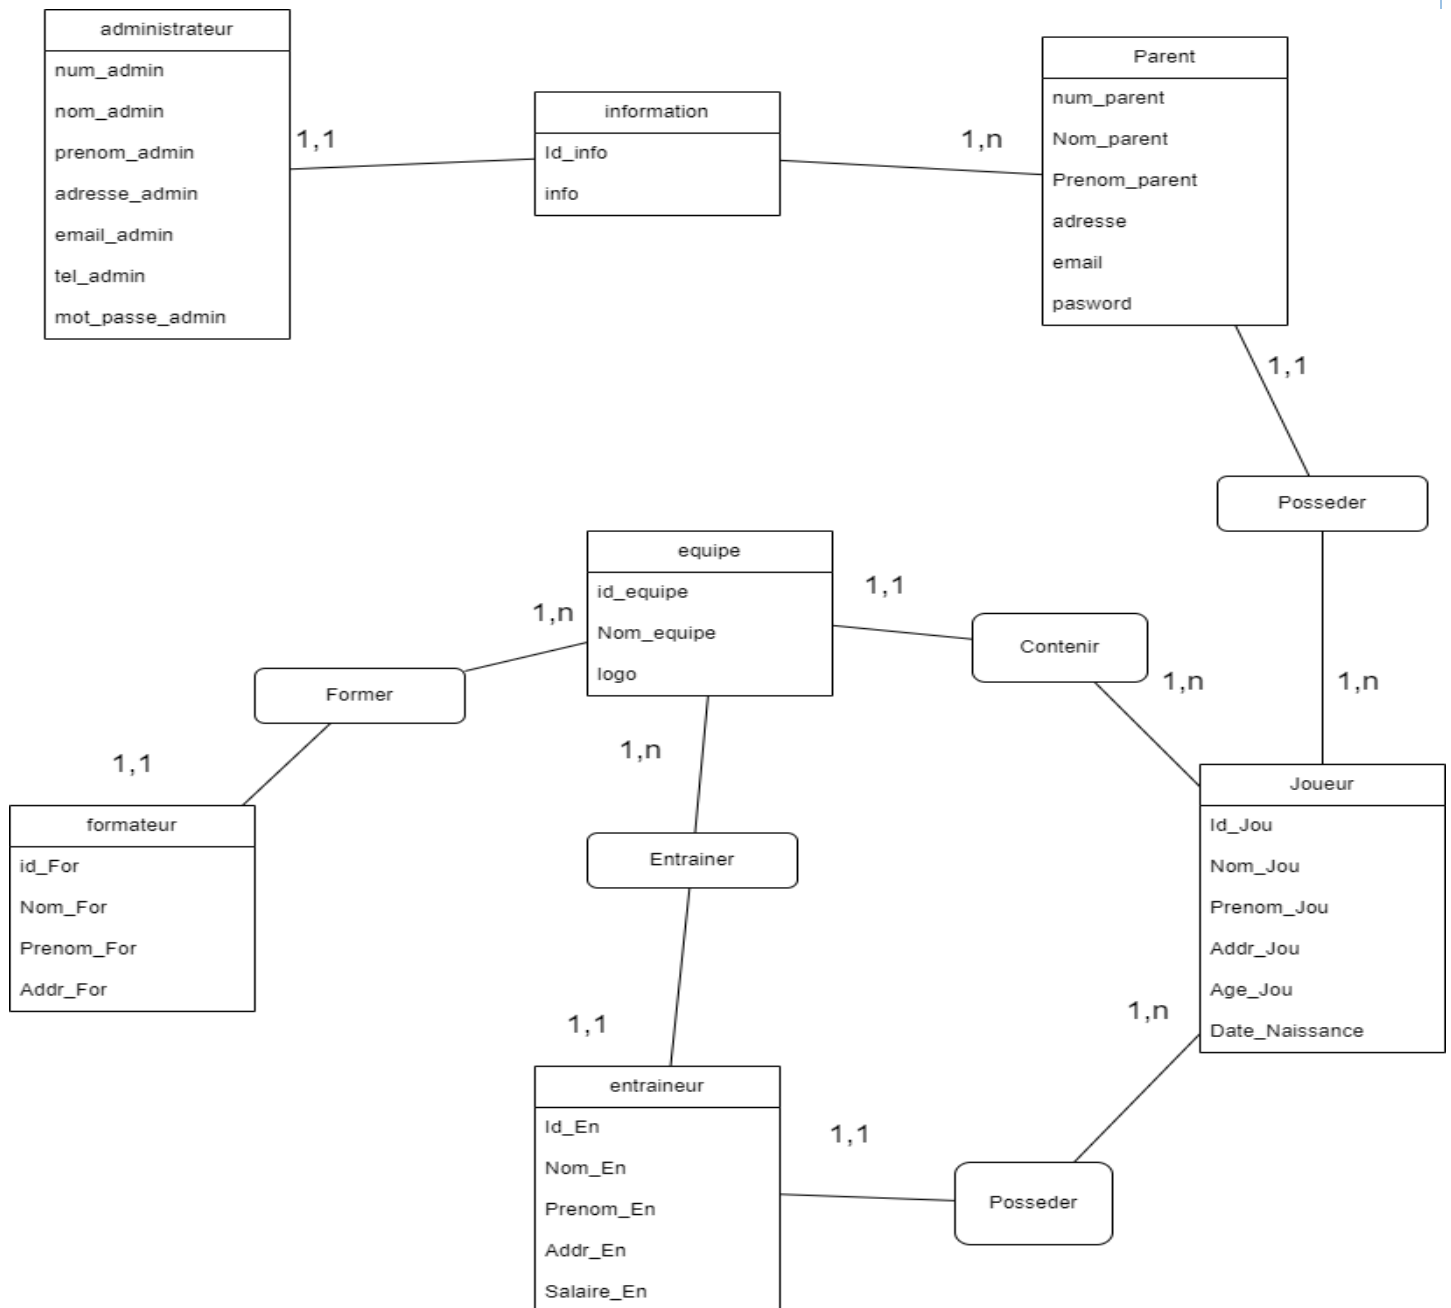 administrateur
num_admin
nom_admin
prenom_admin
adresse_admin
email_admin
tel_admin
mot_passe_admin
1,1
information
Id_info
info
1,n
Parent
num_parent
Nom_parent
Prenom_parent
adresse
email
pasword
1,1
Posseder
1,n
equipe
id_equipe
Nom_equipe
logo
1,1
Contenir
1,n
1,n
Former
1,1
formateur
id_For
Nom_For
Prenom_For
Addr_For
1,n
Entrainer
1,1
Joueur
Id_Jou
Nom_Jou
Prenom_Jou
Addr_Jou
Age_Jou
Date_Naissance
1,n
entraineur
Id_En
Nom_En
Prenom_En
Addr_En
Salaire_En
1,1
Posseder